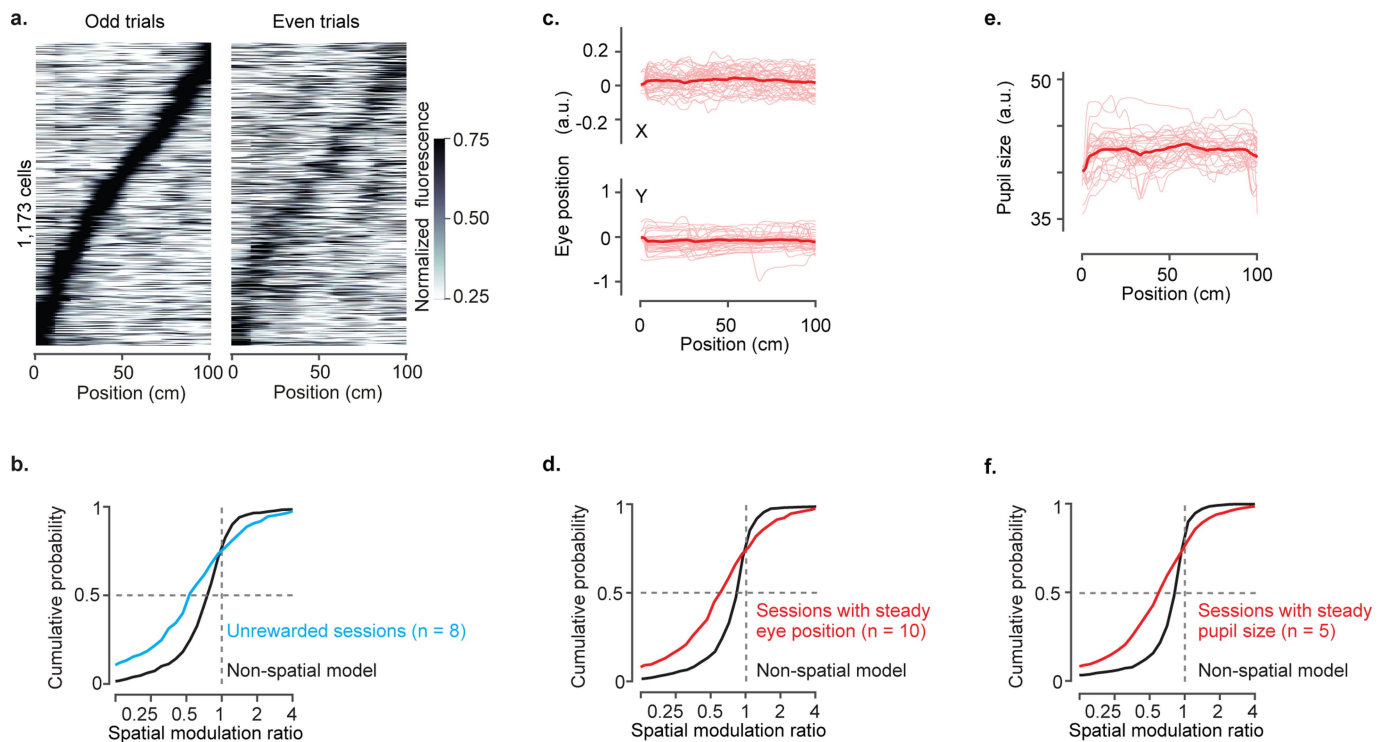 a.
Odd trials
Even trials
1,173 cells
0
50
100
Position (cm)
0
50
100
Position (cm)
Normalized fluorescence
0.75
0.50
0.25
b.
Cumulative probability
1
0.5
0
Unrewarded sessions (n = 8)
Non-spatial model
0.25
0.5
1
2
4
Spatial modulation ratio
c.
Eye position (a.u.)
0.2
0
-0.2
X
Y
1
0
-1
0
50
100
Position (cm)
d.
Cumulative probability
1
0.5
0
Sessions with steady
eye position (n = 10)
Non-spatial model
0.25
0.5
1
2
4
Spatial modulation ratio
e.
Pupil size (a.u.)
50
35
0
50
100
Position (cm)
f.
Cumulative probability
1
0.5
0
Sessions with steady
pupil size (n = 5)
Non-spatial model
0.25
0.5
1
2
4
Spatial modulation ratio